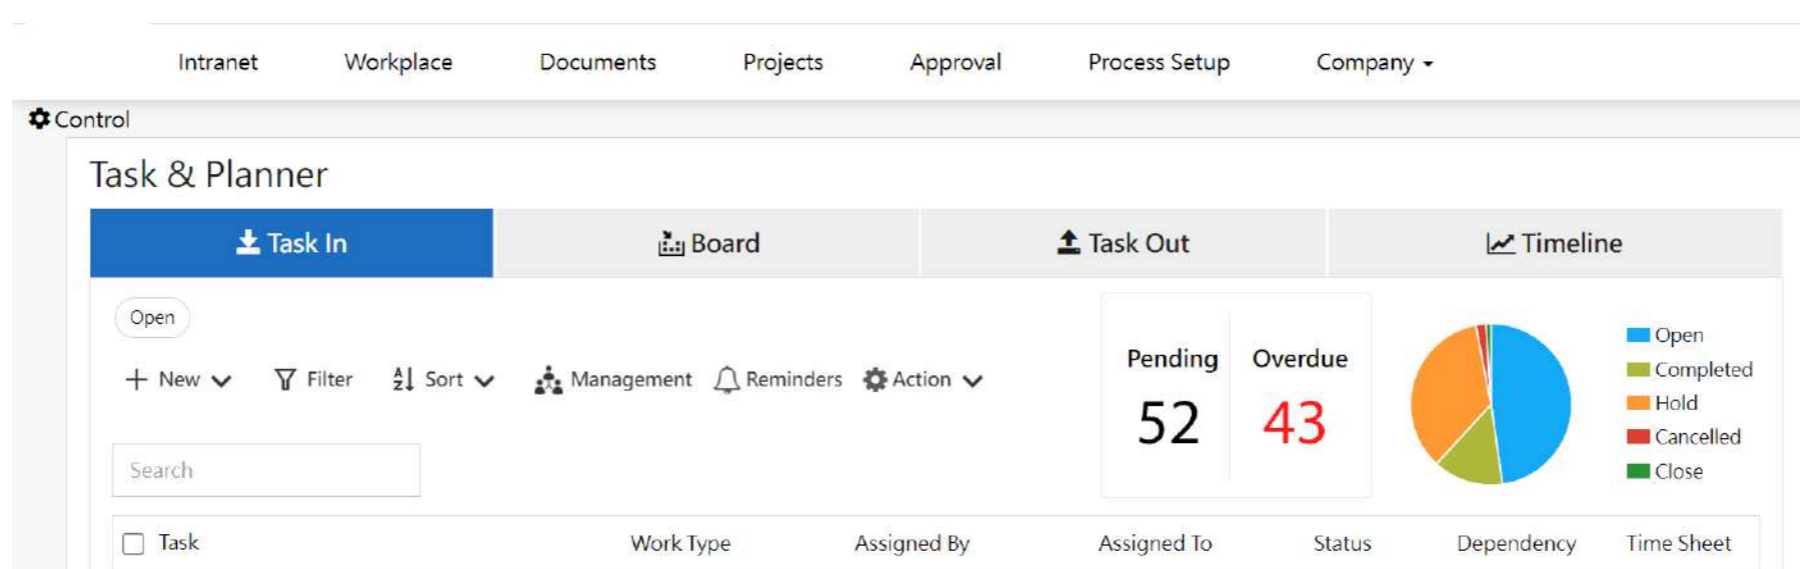 Intranet Workplace Documents Projects Approval Process Setup Company
Control
Task & Planner
Task In Board Task Out Timeline
Open
New Filter Sort Management Reminders Action
Search
Pending Overdue
52 43
Open
Completed
Hold
Cancelled
Close
Task Work Type Assigned By Assigned To Status Dependency Time Sheet